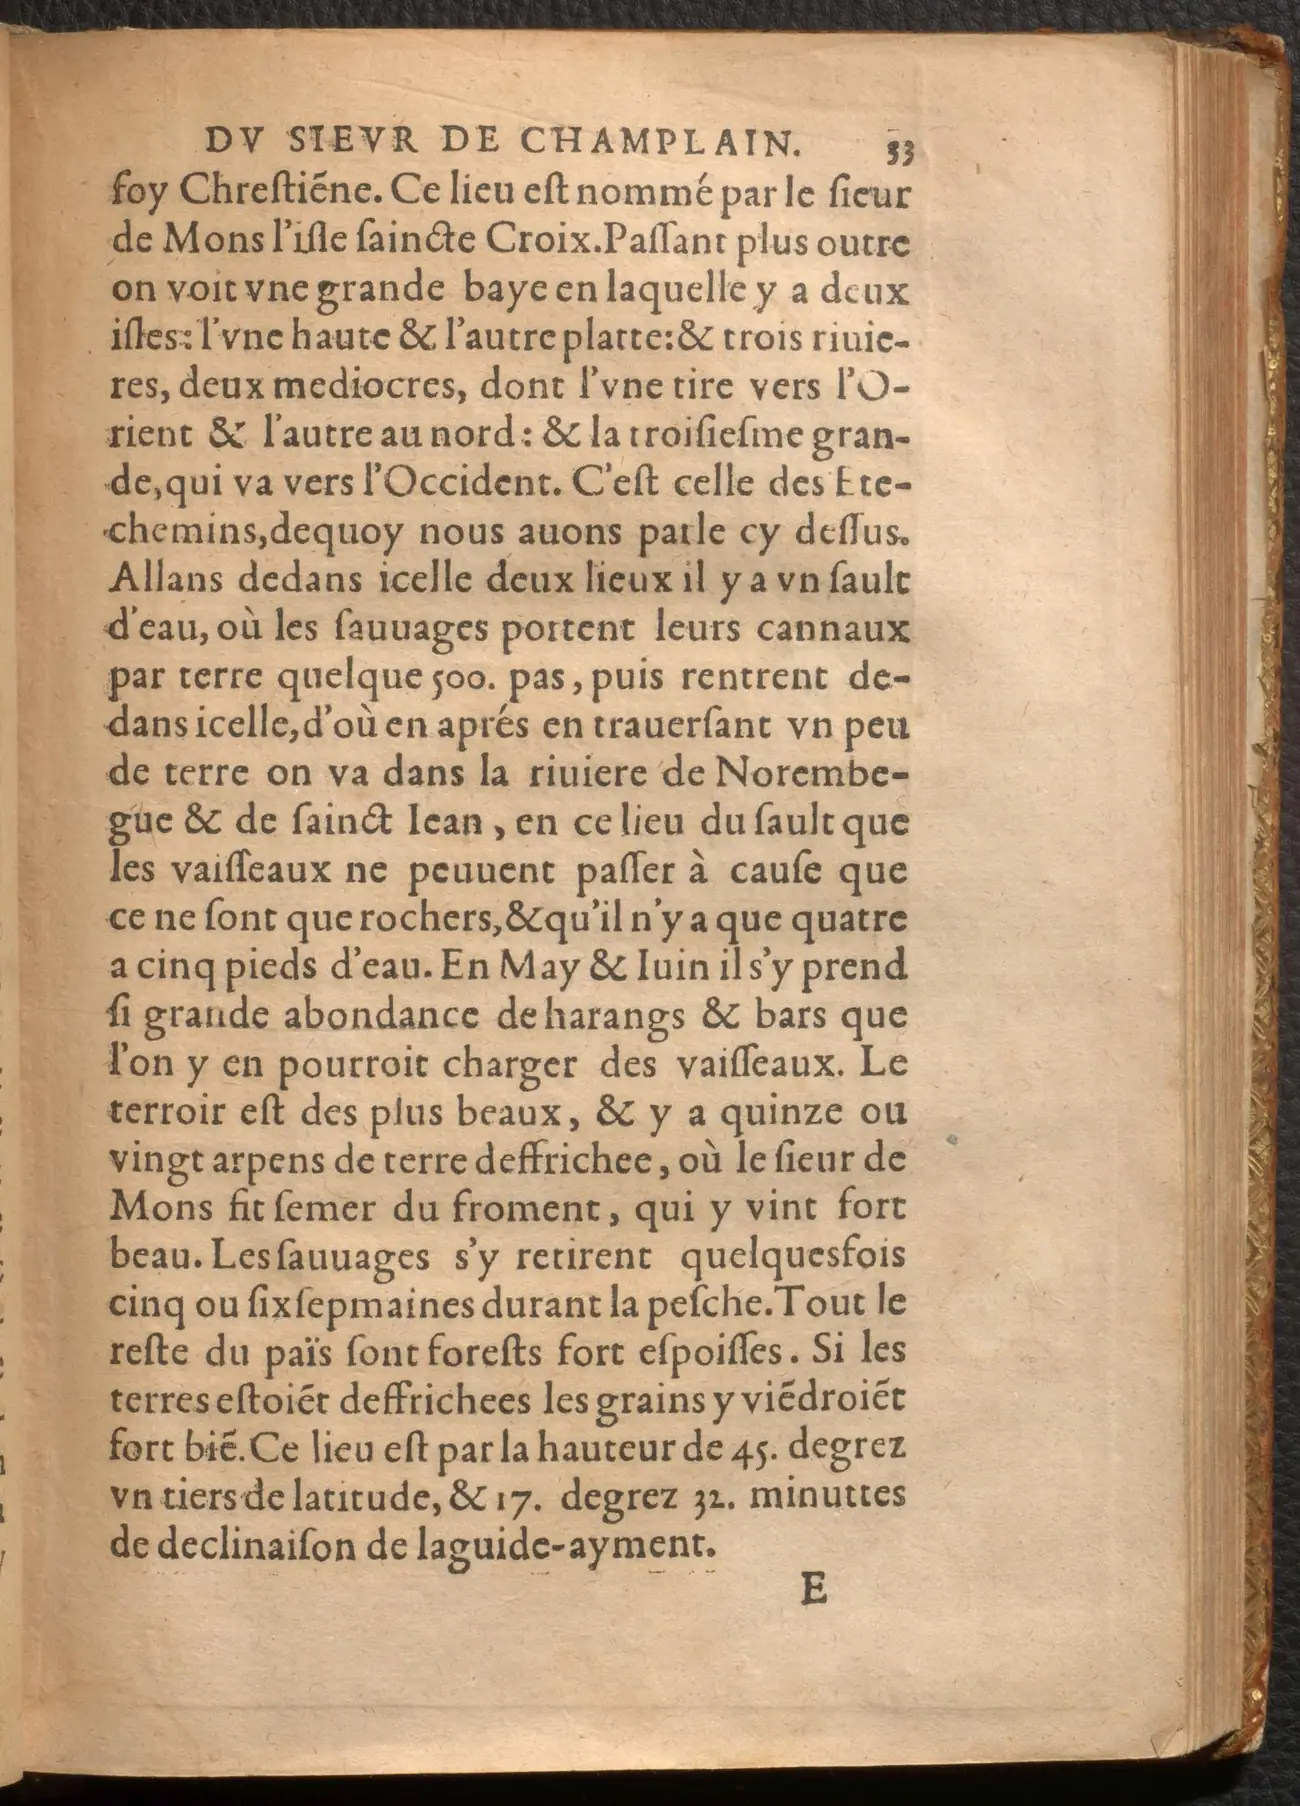 DV SIEVR DE CHAMPLAIN. 33
foy Chreſtiẽne. Ce lieu eſt nommé par le ſieur
de Mons l'iſle ſaincte Croix. Paſſant plus outre
on voit vne grande baye en laquelle y a deux
iſles: l'vne haute & l'autre platte: & trois riuie-
res, deux mediocres, dont l'vne tire vers l'O-
rient & l'autre au nord: & la troiſieſme gran-
de, qui va vers l'Occident. C'eſt celle des Ete-
chemins, dequoy nous auons parle cy deſſus.
Allans dedans icelle deux lieux il y a vn ſault
d'eau, où les ſauuages portent leurs cannaux
par terre quelque 500. pas, puis rentrent de-
dans icelle, d'où en aprés en trauerſant vn peu
de terre on va dans la riuiere de Norembe-
gue & de ſainct Iean, en ce lieu du ſault que
les vaiſſeaux ne peuuent paſſer à cauſe que
ce ne ſont que rochers, & qu'il n'y a que quatre
a cinq pieds d'eau. En May & Iuin il s'y prend
ſi grande abondance de harangs & bars que
l'on y en pourroit charger des vaiſſeaux. Le
terroir eſt des plus beaux, & y a quinze ou
vingt arpens de terre deffrichee, où le ſieur de
Mons fit ſemer du froment, qui y vint fort
beau. Les ſauuages s'y retirent quelquesfois
cinq ou ſix ſepmaines durant la peſche. Tout le
reſte du païs ſont foreſts fort eſpoiſſes. Si les
terres eſtoiẽt deffrichees les grains y viẽdroiẽt
fort biẽ. Ce lieu eſt par la hauteur de 45. degrez
vn tiers de latitude, & 17. degrez 32. minuttes
de declinaiſon de la guide-ayment.
E